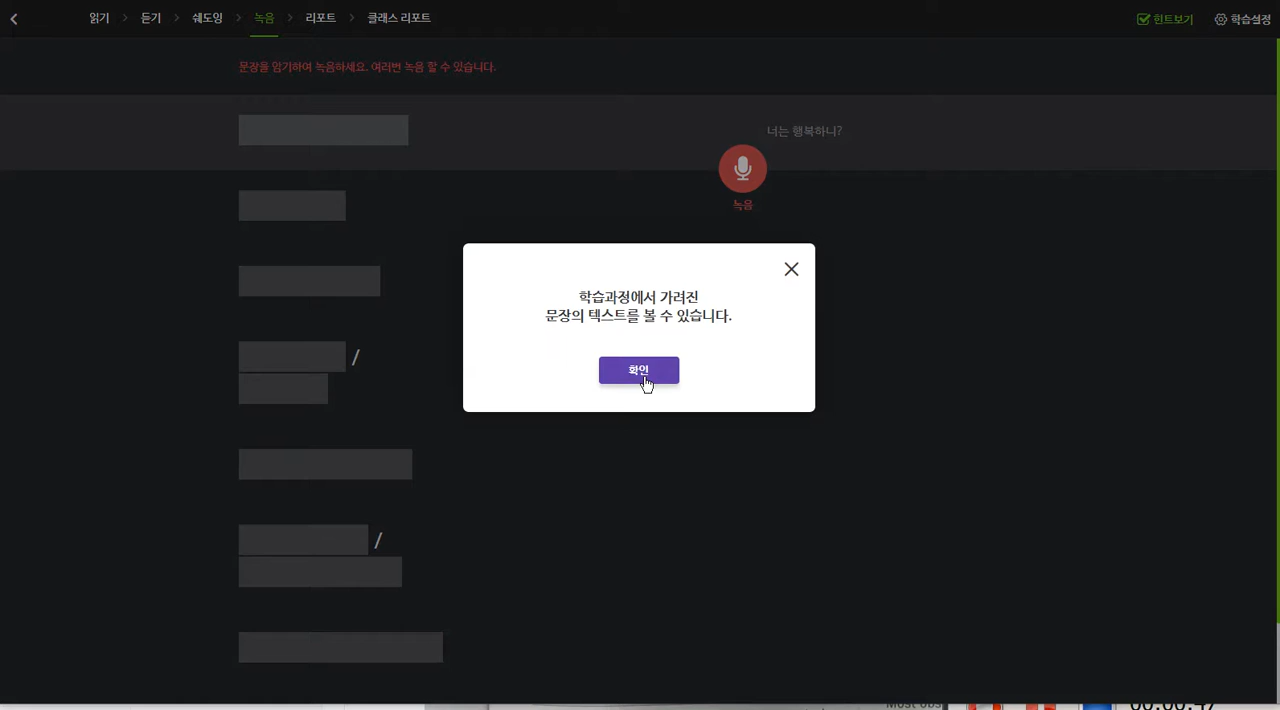 읽기 듣기 쉐도잉 녹음 리포트 클래스 리포트 힌트보기 학습설정
문장을 암기하여 녹음하세요. 여러번 녹음 할 수 있습니다.
너는 행복하니?
녹음
/
학습과정에서 가려진
문장의 텍스트를 볼 수 있습니다.
확인
/